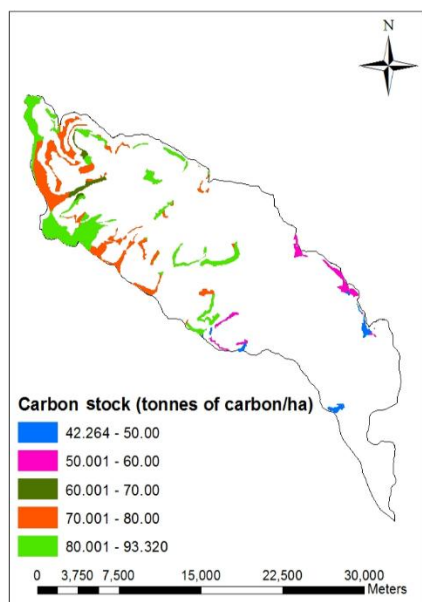 N
Carbon stock (tonnes of carbon/ha)
42.264 - 50.00
50.001 - 60.00
60.001 - 70.00
70.001 - 80.00
80.001 - 93.320
0 3,750 7,500 15,000 22,500 30,000
Meters